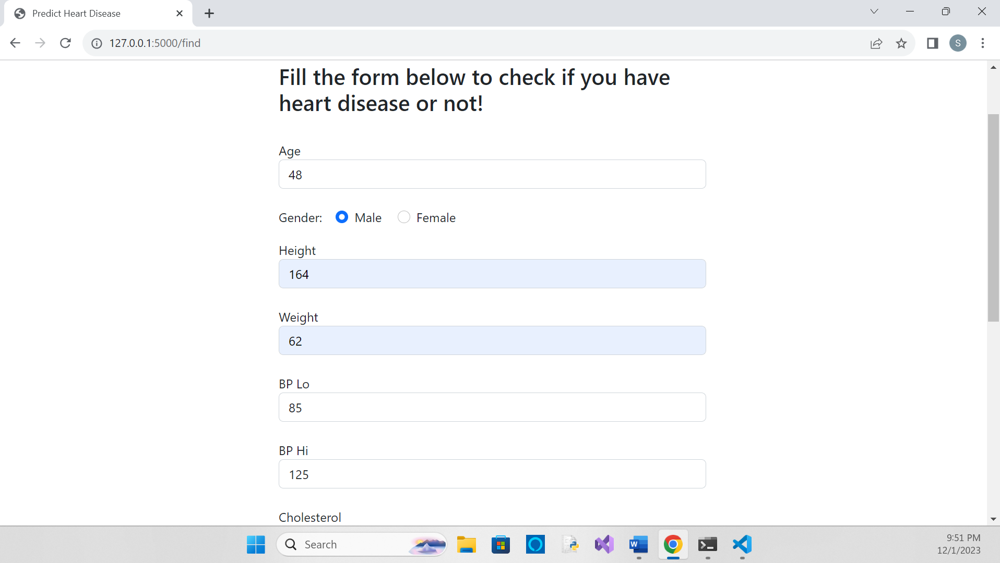 Predict Heart Disease
127.0.0.1:5000/find
S
Fill the form below to check if you have
heart disease or not!
Age
48
Gender: Male Female
Height
164
Weight
62
BP Lo
85
BP Hi
125
Cholesterol
Search
W
9:51 PM
12/1/2023